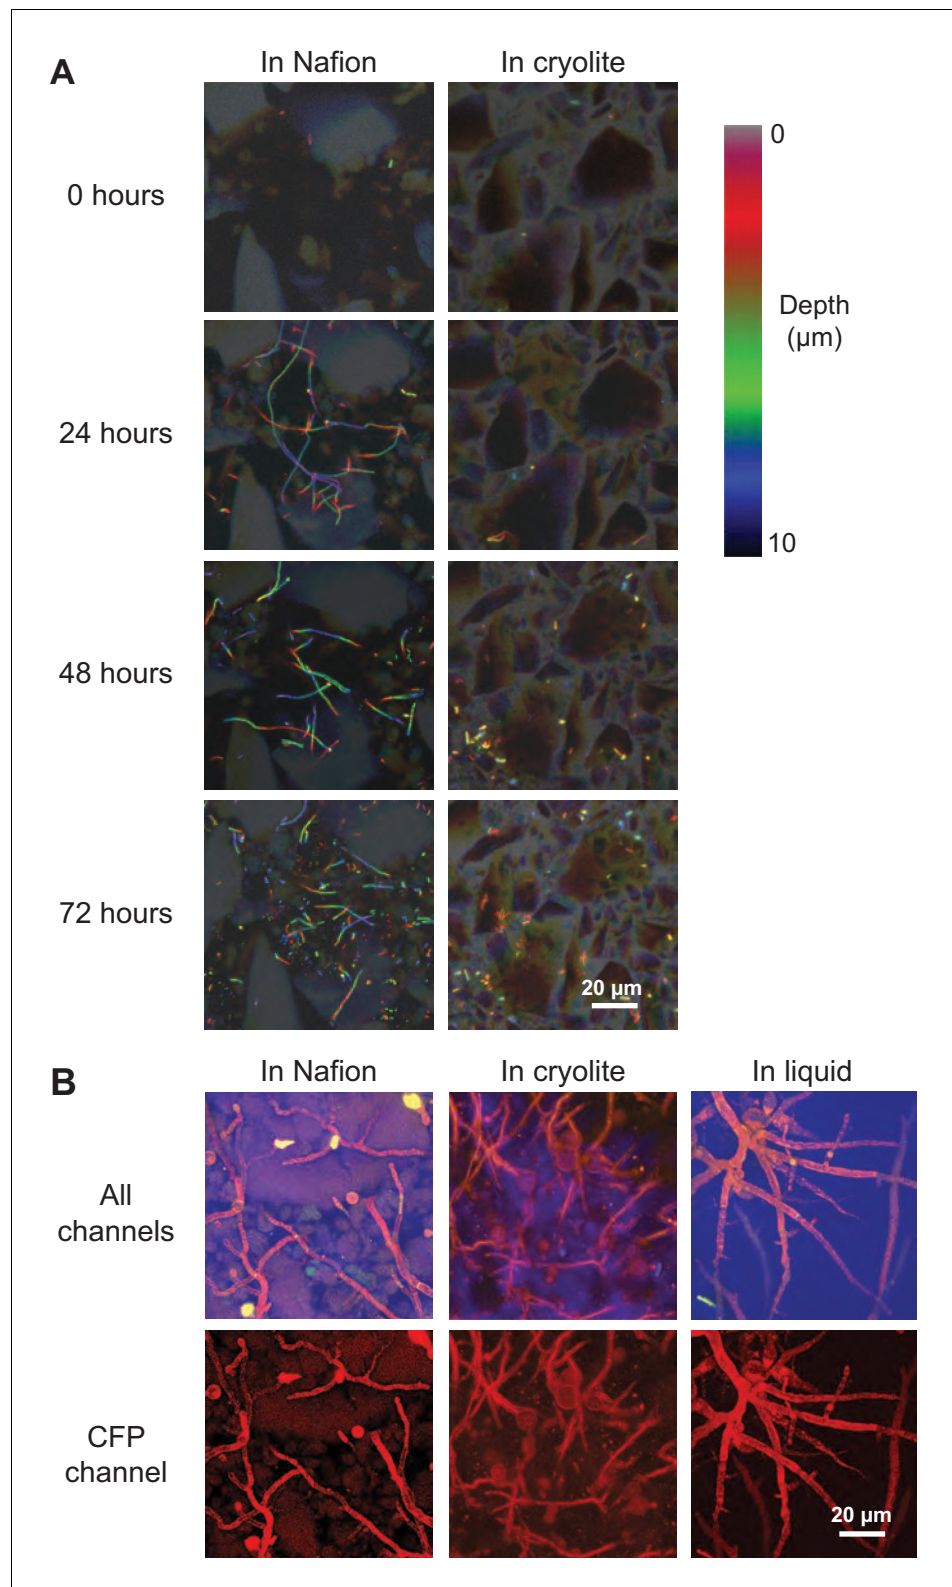 A
In Nafion
In cryolite
0 hours
0
Depth
(µm)
24 hours
10
48 hours
72 hours
20 µm
B
In Nafion
In cryolite
In liquid
All
channels
CFP
channel
20 µm